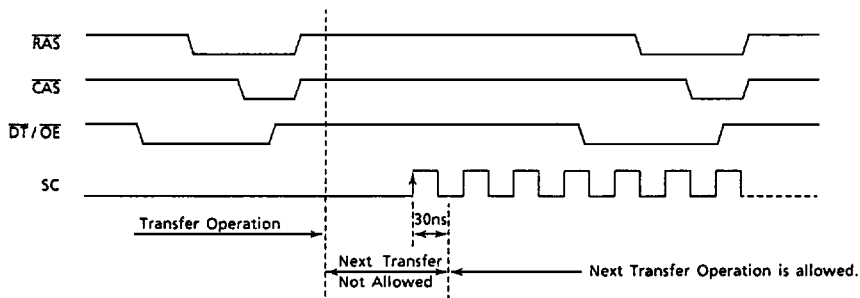 RAS
CAS
DT / OE
SC
Transfer Operation
30ns
Next Transfer
Not Allowed
Next Transfer Operation is allowed.